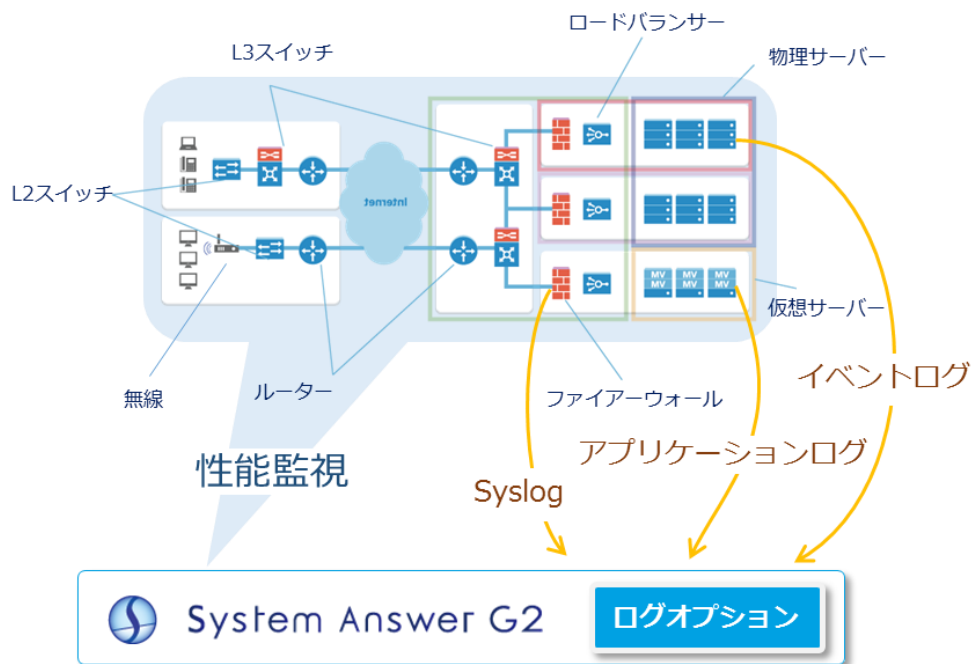 ロードバランサー
L3スイッチ
物理サーバー
L2スイッチ
Internet
MV MV MV
MV MV MV
仮想サーバー
無線
ルーター
ファイアーウォール
イベントログ
アプリケーションログ
性能監視
Syslog
System Answer G2
ログオプション